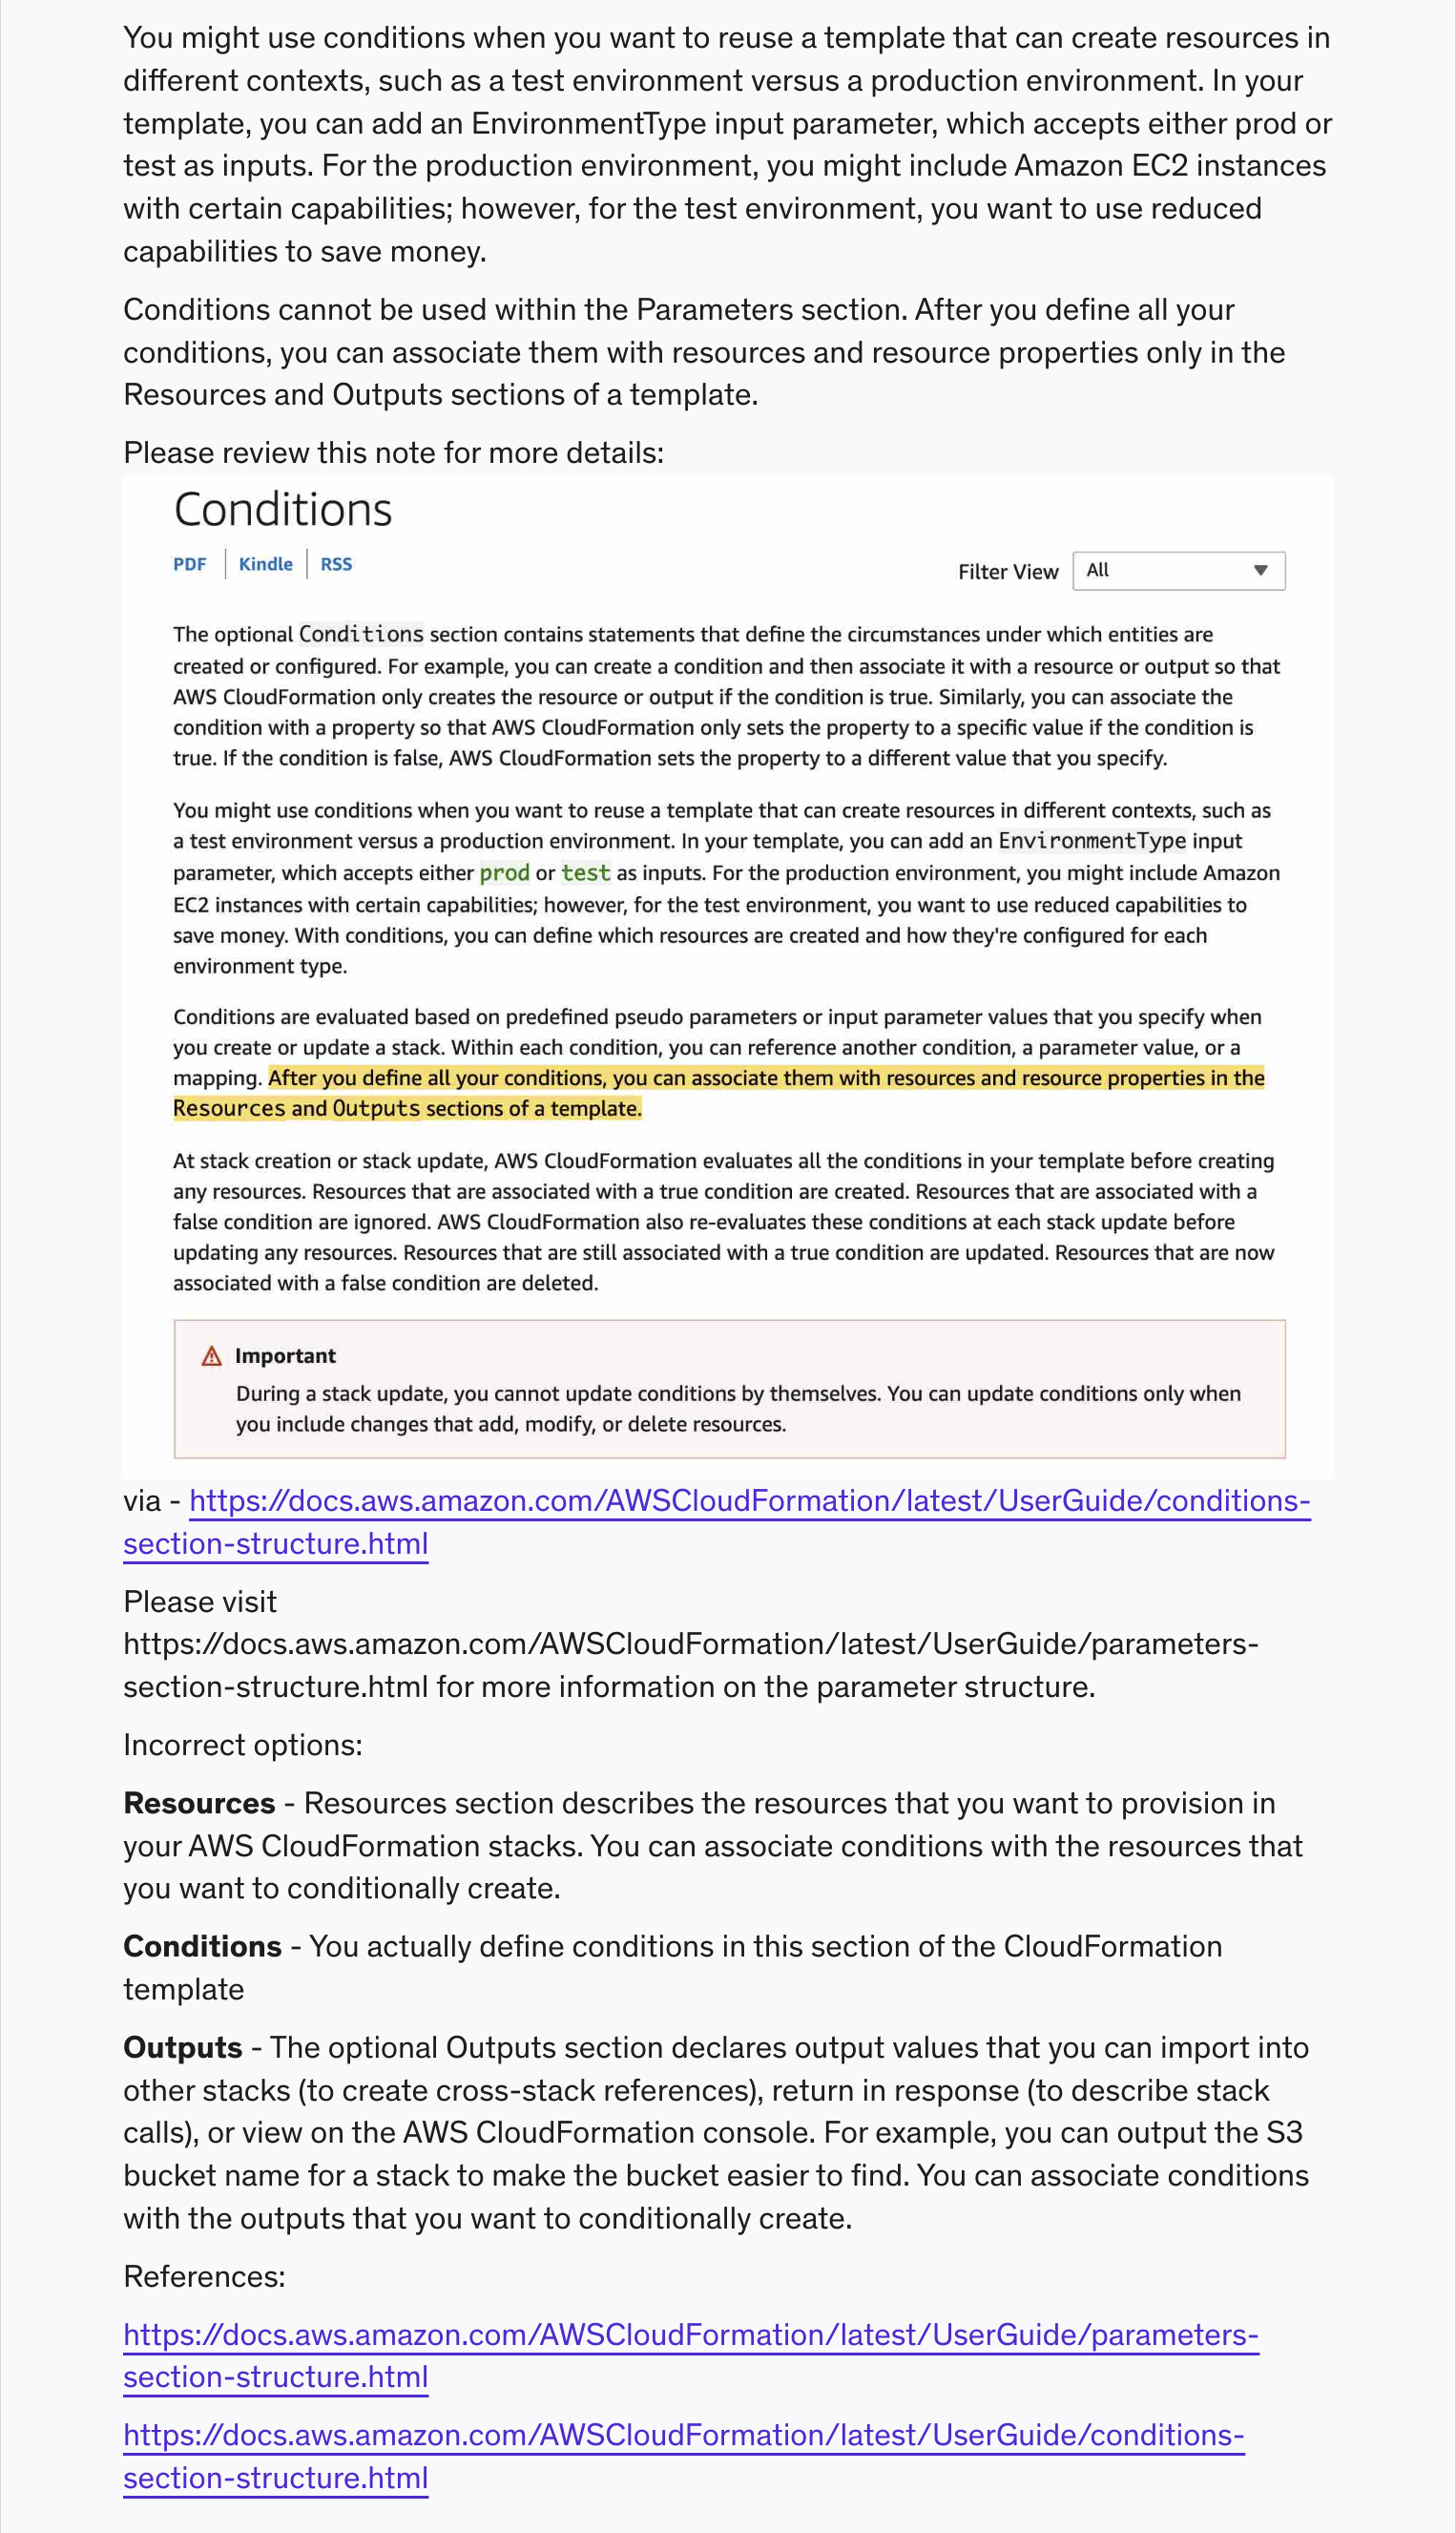 You might use conditions when you want to reuse a template that can create resources in
different contexts, such as a test environment versus a production environment. In your
template, you can add an EnvironmentType input parameter, which accepts either prod or
test as inputs. For the production environment, you might include Amazon EC2 instances
with certain capabilities; however, for the test environment, you want to use reduced
capabilities to save money.
Conditions cannot be used within the Parameters section. After you define all your
conditions, you can associate them with resources and resource properties only in the
Resources and Outputs sections of a template.
Please review this note for more details:
Conditions
PDF Kindle RSS
Filter View All
The optional Conditions section contains statements that define the circumstances under which entities are
created or configured. For example, you can create a condition and then associate it with a resource or output so that
AWS CloudFormation only creates the resource or output if the condition is true. Similarly, you can associate the
condition with a property so that AWS CloudFormation only sets the property to a specific value if the condition is
true. If the condition is false, AWS CloudFormation sets the property to a different value that you specify.
You might use conditions when you want to reuse a template that can create resources in different contexts, such as
a test environment versus a production environment. In your template, you can add an EnvironmentType input
parameter, which accepts either prod or test as inputs. For the production environment, you might include Amazon
EC2 instances with certain capabilities; however, for the test environment, you want to use reduced capabilities to
save money. With conditions, you can define which resources are created and how they're configured for each
environment type.
Conditions are evaluated based on predefined pseudo parameters or input parameter values that you specify when
you create or update a stack. Within each condition, you can reference another condition, a parameter value, or a
mapping. After you define all your conditions, you can associate them with resources and resource properties in the
Resources and Outputs sections of a template.
At stack creation or stack update, AWS CloudFormation evaluates all the conditions in your template before creating
any resources. Resources that are associated with a true condition are created. Resources that are associated with a
false condition are ignored. AWS CloudFormation also re-evaluates these conditions at each stack update before
updating any resources. Resources that are still associated with a true condition are updated. Resources that are now
associated with a false condition are deleted.
Important
During a stack update, you cannot update conditions by themselves. You can update conditions only when
you include changes that add, modify, or delete resources.
via - https://docs.aws.amazon.com/AWSCloudFormation/latest/UserGuide/conditions-
section-structure.html
Please visit
https://docs.aws.amazon.com/AWSCloudFormation/latest/UserGuide/parameters-
section-structure.html for more information on the parameter structure.
Incorrect options:
Resources - Resources section describes the resources that you want to provision in
your AWS CloudFormation stacks. You can associate conditions with the resources that
you want to conditionally create.
Conditions - You actually define conditions in this section of the CloudFormation
template
Outputs - The optional Outputs section declares output values that you can import into
other stacks (to create cross-stack references), return in response (to describe stack
calls), or view on the AWS CloudFormation console. For example, you can output the S3
bucket name for a stack to make the bucket easier to find. You can associate conditions
with the outputs that you want to conditionally create.
References:
https://docs.aws.amazon.com/AWSCloudFormation/latest/UserGuide/parameters-
section-structure.html
https://docs.aws.amazon.com/AWSCloudFormation/latest/UserGuide/conditions-
section-structure.html